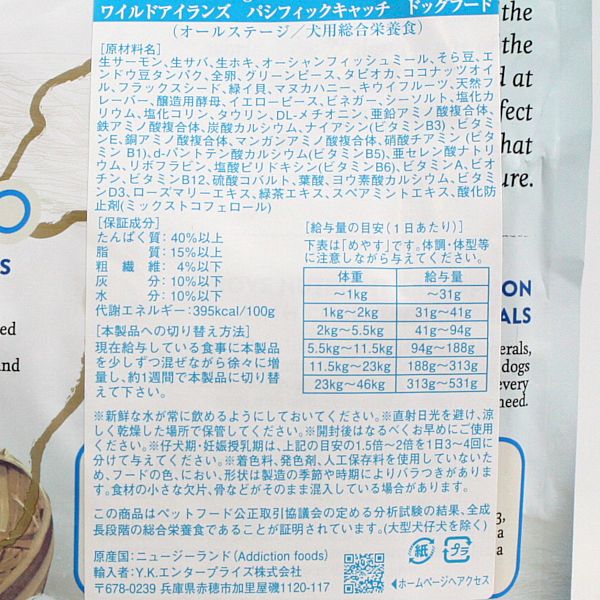 ワイルドアイランズ パシフィックキャッチ ドッグフード
(オールステージ/犬用総合栄養食)
[原材料名]
生サーモン、生サバ、生ホキ、オーシャンフィッシュミール、そら豆、エ
ンドウ豆タンパク、全卵、グリーンピース、タピオカ、ココナッツオイ
ル、フラックスシード、緑イ貝、マヌカハニー、キウイフルーツ、天然フ
レーバー、醸造用酵母、イエローピース、ビネガー、シーソルト、塩化カ
リウム、塩化コリン、タウリン、DL-メチオニン、亜鉛アミノ酸複合体、
鉄アミノ酸複合体、炭酸カルシウム、ナイアシン(ビタミンB3)、ビタミ
ンE、銅アミノ酸複合体、マンガンアミノ酸複合体、硝酸チアミン(ビタ
ミンB1)、d-パントテン酸カルシウム(ビタミンB5)、亜セレン酸ナトリ
ウム、リボフラビン、塩酸ピリドキシン(ビタミンB6)、ビタミンA、ビオ
チン、ビタミンB12、硫酸コバルト、葉酸、ヨウ素酸カルシウム、ビタミ
ンD3、ローズマリーエキス、緑茶エキス、スペアミントエキス、酸化防
止剤(ミックストコフェロール)
[保証成分]
たんぱく質:40%以上
脂 質:15%以上
粗 繊 維:4%以下
灰 分:10%以下
水 分:10%以下
代謝エネルギー:395kcal/100g
[本製品への切り替え方法]
現在給与している食事に本製品
を少しずつ混ぜながら徐々に増
量し、約1週間で本製品に切り替
えて下さい。
[給与量の目安(1日あたり)]
下表は「めやす」です。体調・体型等
に注意しながら与えてください。
体重 給与量
~1kg ~31g
1kg~2kg 31g~41g
2kg~5.5kg 41g~94g
5.5kg~11.5kg 94g~188g
11.5kg~23kg 188g~313g
23kg~46kg 313g~531g
※新鮮な水が常に飲めるようにしておいてください。※直射日光を避け、涼
しく乾燥した場所で保管してください。※開封後はなるべくお早めにご使用
ください。※仔犬期・妊娠授乳期は、上記の目安の1.5倍~2倍を1日3~4回に
分けて与えてください。※着色料、発色剤、人工保存料を使用していないた
め、フードの色、におい、形状は製造の季節や時期によりバラつきがありま
す。食材の小さな欠片、骨などがそのまま混入している場合があります。
この商品はペットフード公正取引協議会の定める分析試験の結果、全成
長段階の総合栄養食であることが証明されています。(大型犬仔犬を除く)
原産国:ニュージーランド(Addiction foods)
輸入者:Y.K.エンタープライズ株式会社
〒678-0239 兵庫県赤穂市加里屋磯1120-117
紙
プラ
ホームページへアクセス
the
the
at
fect
hat
ure.
ON
ALS
erals,
dogs
every
need.
S
ed
nd